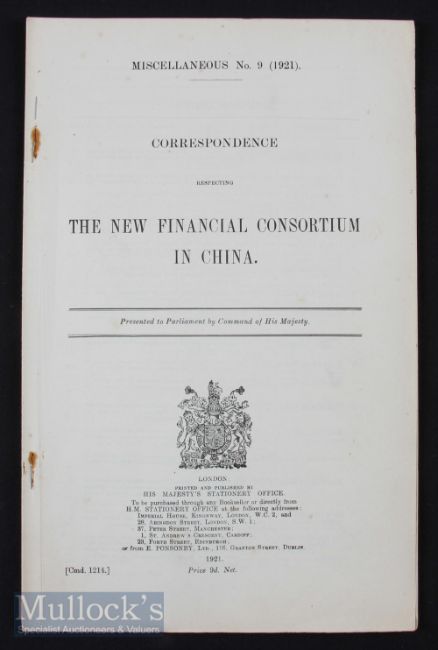 MISCELLANEOUS No. 9 (1921).
CORRESPONDENCE
RESPECTING
THE NEW FINANCIAL CONSORTIUM
IN CHINA.
Presented to Parliament by Command of His Majesty.
LONDON:
PRINTED AND PUBLISHED BY
HIS MAJESTY'S STATIONERY OFFICE
To be purchased through any Bookseller or directly from
H.M. STATIONERY OFFICE at the following addresses:
IMPERIAL HOUSE, KINGSWAY, LONDON, W.C. 2, and
28, ABINGDON STREET, LONDON, S.W. 1;
37, PETER STREET, MANCHESTER;
1, ST. ANDREW'S CRESCENT, CARDIFF;
23, FORTH STREET, EDINBURGH;
or from E. PONSONBY, LTD., 116, GRAFTON STREET, DUBLIN.
1921.
[Cmd. 1214.] Price 9d. Net.
Mullock's
Specialist Auctioneers & Valuers